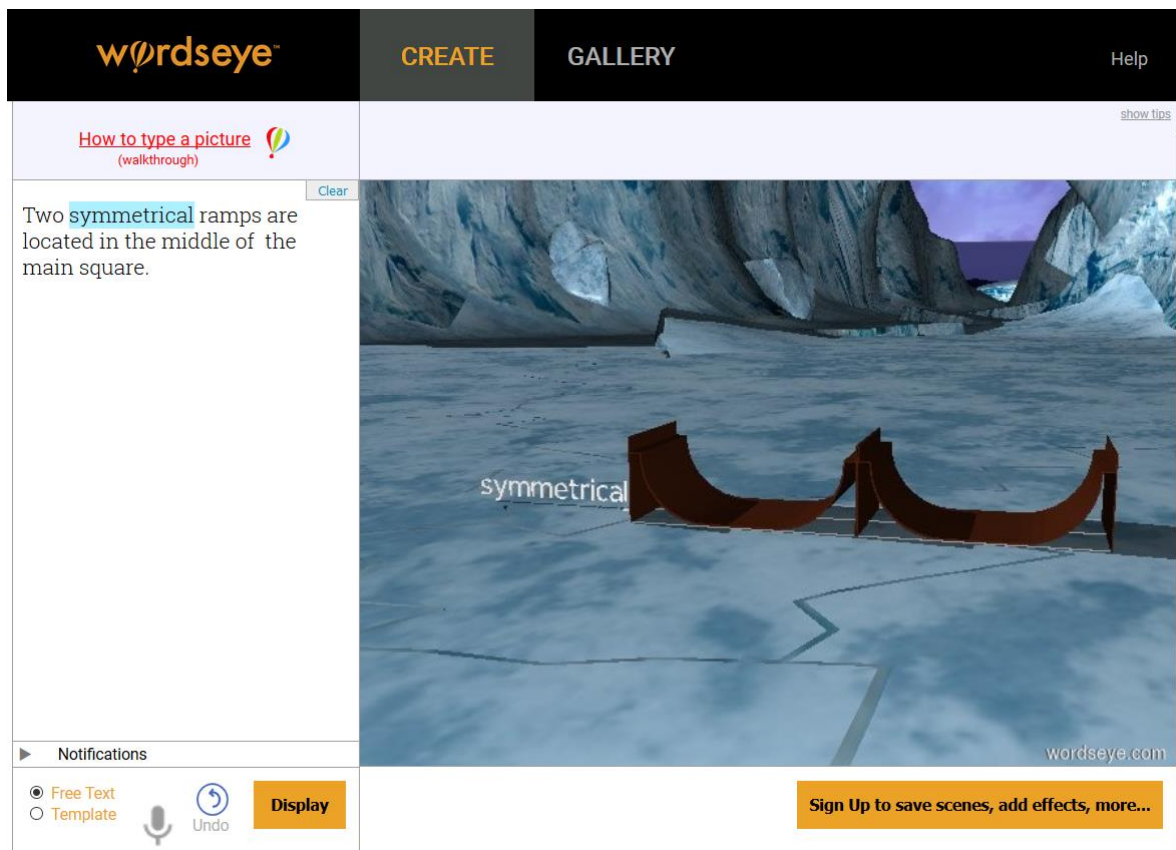 wordseye™
CREATE
GALLERY
Help
How to type a picture
(walkthrough)
show tips
Clear
Two symmetrical ramps are
located in the middle of the
main square.
symmetrical
wordseye.com
Notifications
Free Text
Template
Undo
Display
Sign Up to save scenes, add effects, more...